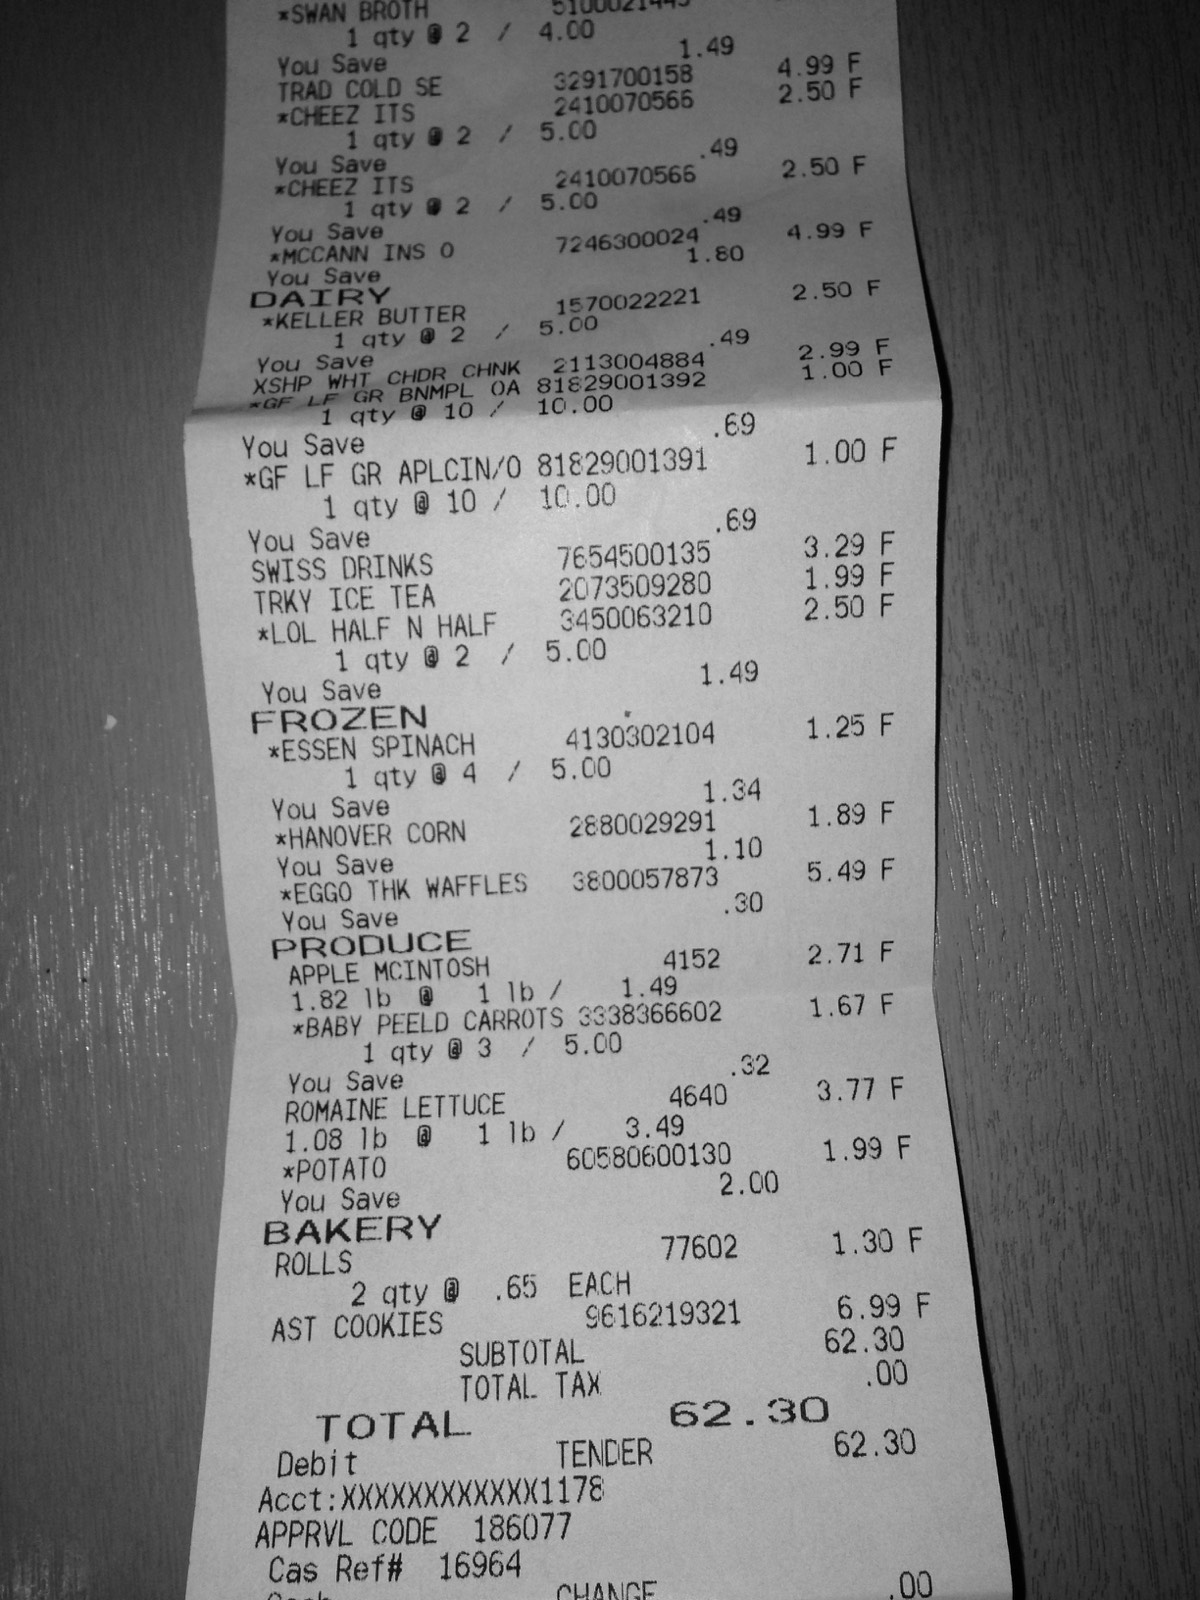 *SWAN BROTH 5100021445
1 qty @ 2 / 4.00
You Save 1.49
TRAD COLD SE 3291700158 4.99 F
*CHEEZ ITS 2410070566 2.50 F
1 qty @ 2 / 5.00
You Save .49
*CHEEZ ITS 2410070566 2.50 F
1 qty @ 2 / 5.00
You Save .49
*MCCANN INS O 7246300024 4.99 F
You Save 1.80
DAIRY
*KELLER BUTTER 1570022221 2.50 F
1 qty @ 2 / 5.00
You Save .49
XSHP WHT CHDR CHNK 2113004884 2.99 F
*GF LF GR BNMPL OA 81829001392 1.00 F
1 qty @ 10 / 10.00
You Save .69
*GF LF GR APLCIN/O 81829001391 1.00 F
1 qty @ 10 / 10.00
You Save .69
SWISS DRINKS 7654500135 3.29 F
TRKY ICE TEA 2073509280 1.99 F
*LOL HALF N HALF 3450063210 2.50 F
1 qty @ 2 / 5.00
You Save 1.49
FROZEN
*ESSEN SPINACH 4130302104 1.25 F
1 qty @ 4 / 5.00
You Save 1.34
*HANOVER CORN 2880029291 1.89 F
You Save 1.10
*EGGO THK WAFFLES 3800057873 5.49 F
You Save .30
PRODUCE
APPLE MCINTOSH 4152 2.71 F
1.82 lb @ 1 lb / 1.49
*BABY PEELD CARROTS 3338366602 1.67 F
1 qty @ 3 / 5.00
You Save .32
ROMAINE LETTUCE 4640 3.77 F
1.08 lb @ 1 lb / 3.49
*POTATO 60580600130 1.99 F
You Save 2.00
BAKERY
ROLLS 77602 1.30 F
2 qty @ .65 EACH
AST COOKIES 9616219321 6.99 F
SUBTOTAL 62.30
TOTAL TAX .00
TOTAL 62.30
Debit TENDER 62.30
Acct:XXXXXXXXXXXX1178
APPRVL CODE 186077
Cas Ref# 16964
Cash CHANGE .00